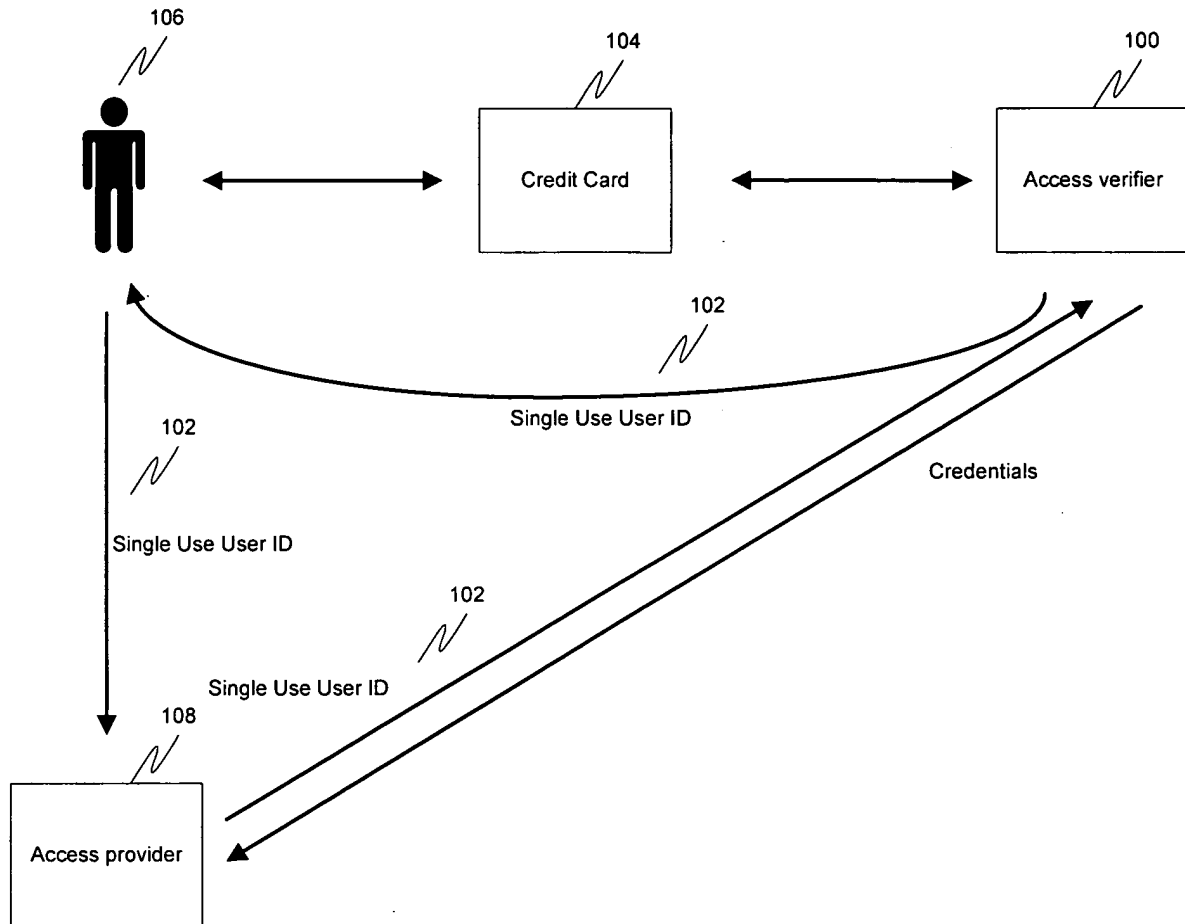 106
104
100
Credit Card
Access verifier
102
Single Use User ID
102
Credentials
Single Use User ID
102
Single Use User ID
108
Access provider